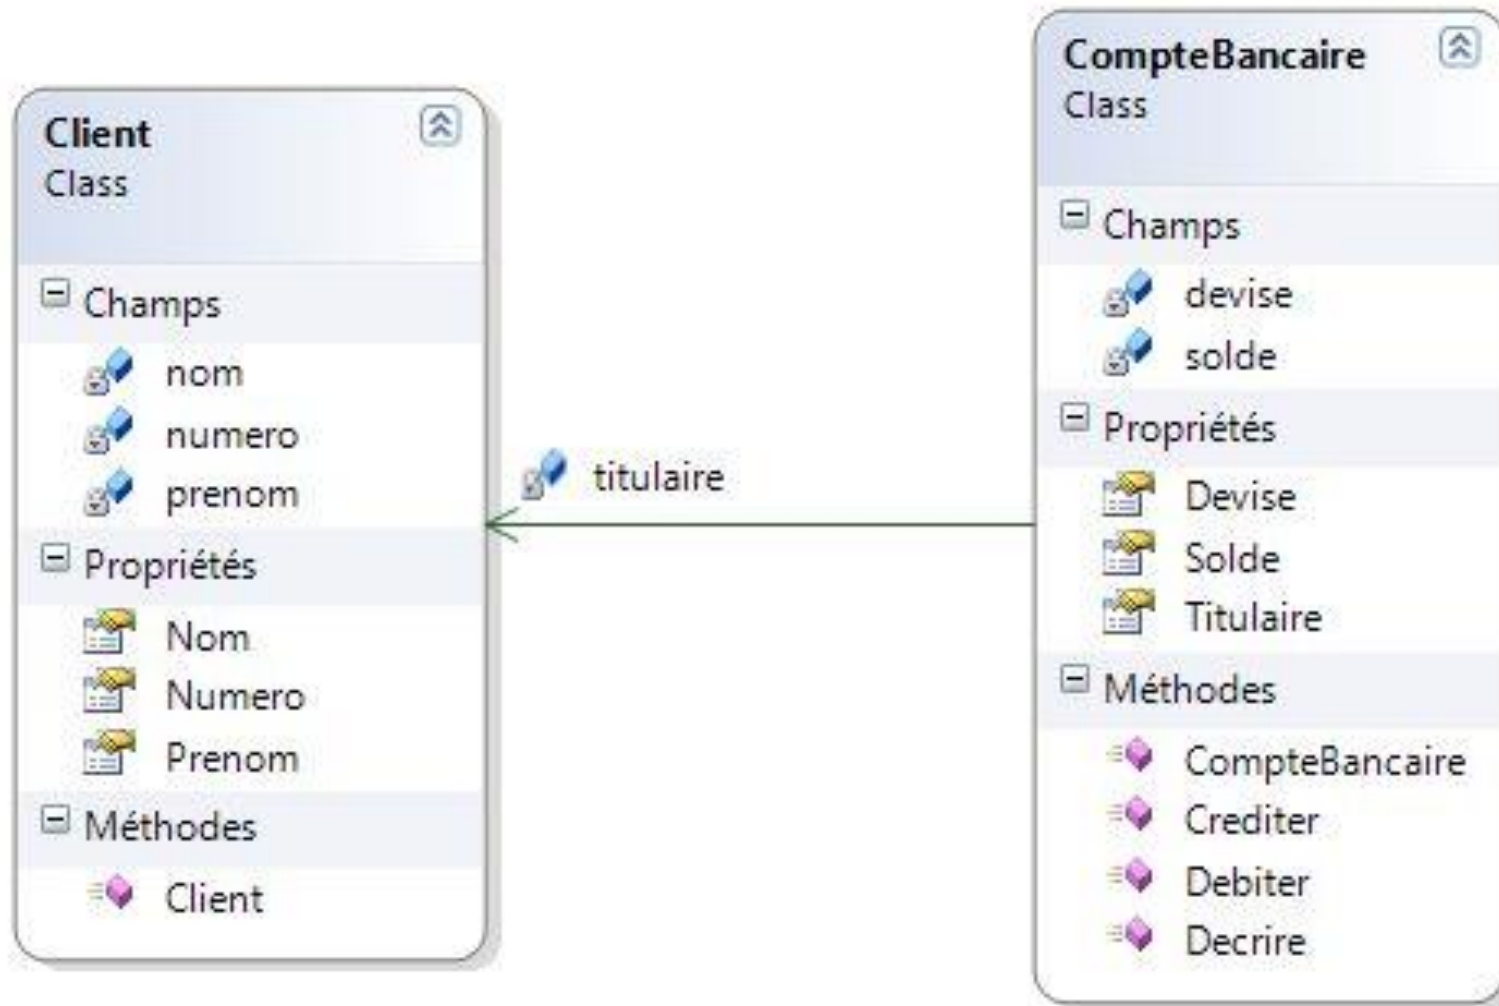 Client
Class
Champs
nom
numero
prenom
Propriétés
Nom
Numero
Prenom
Méthodes
Client
titulaire
CompteBancaire
Class
Champs
devise
solde
Propriétés
Devise
Solde
Titulaire
Méthodes
CompteBancaire
Crediter
Debiter
Decrire